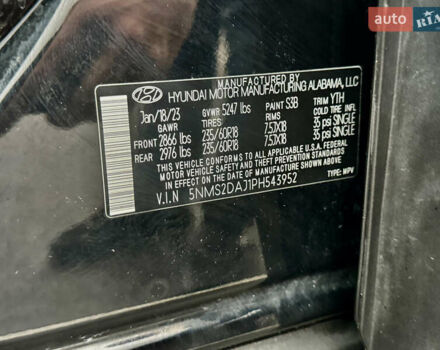 AUTO RIA
MANUFACTURED BY
HYUNDAI MOTOR MANUFACTURING ALABAMA, LLC
Jan/18/23 GVWR 5247 lbs PAINT S3B TRIM YTH
GAWR TIRES RIMS
FRONT 2866 lbs 235/60R18 7.5JX18 35 psi SINGLE
REAR 2976 lbs 235/60R18 7.5JX18 35 psi SINGLE
THIS VEHICLE CONFORMS TO ALL APPLICABLE U.S. FEDERAL
MOTOR VEHICLE SAFETY AND THEFT PREVENTION STANDARDS
IN EFFECT ON THE DATE OF MANUFACTURE SHOWN ABOVE.
V.I.N 5NMS2DAJ1PH543952 TYPE: MPV